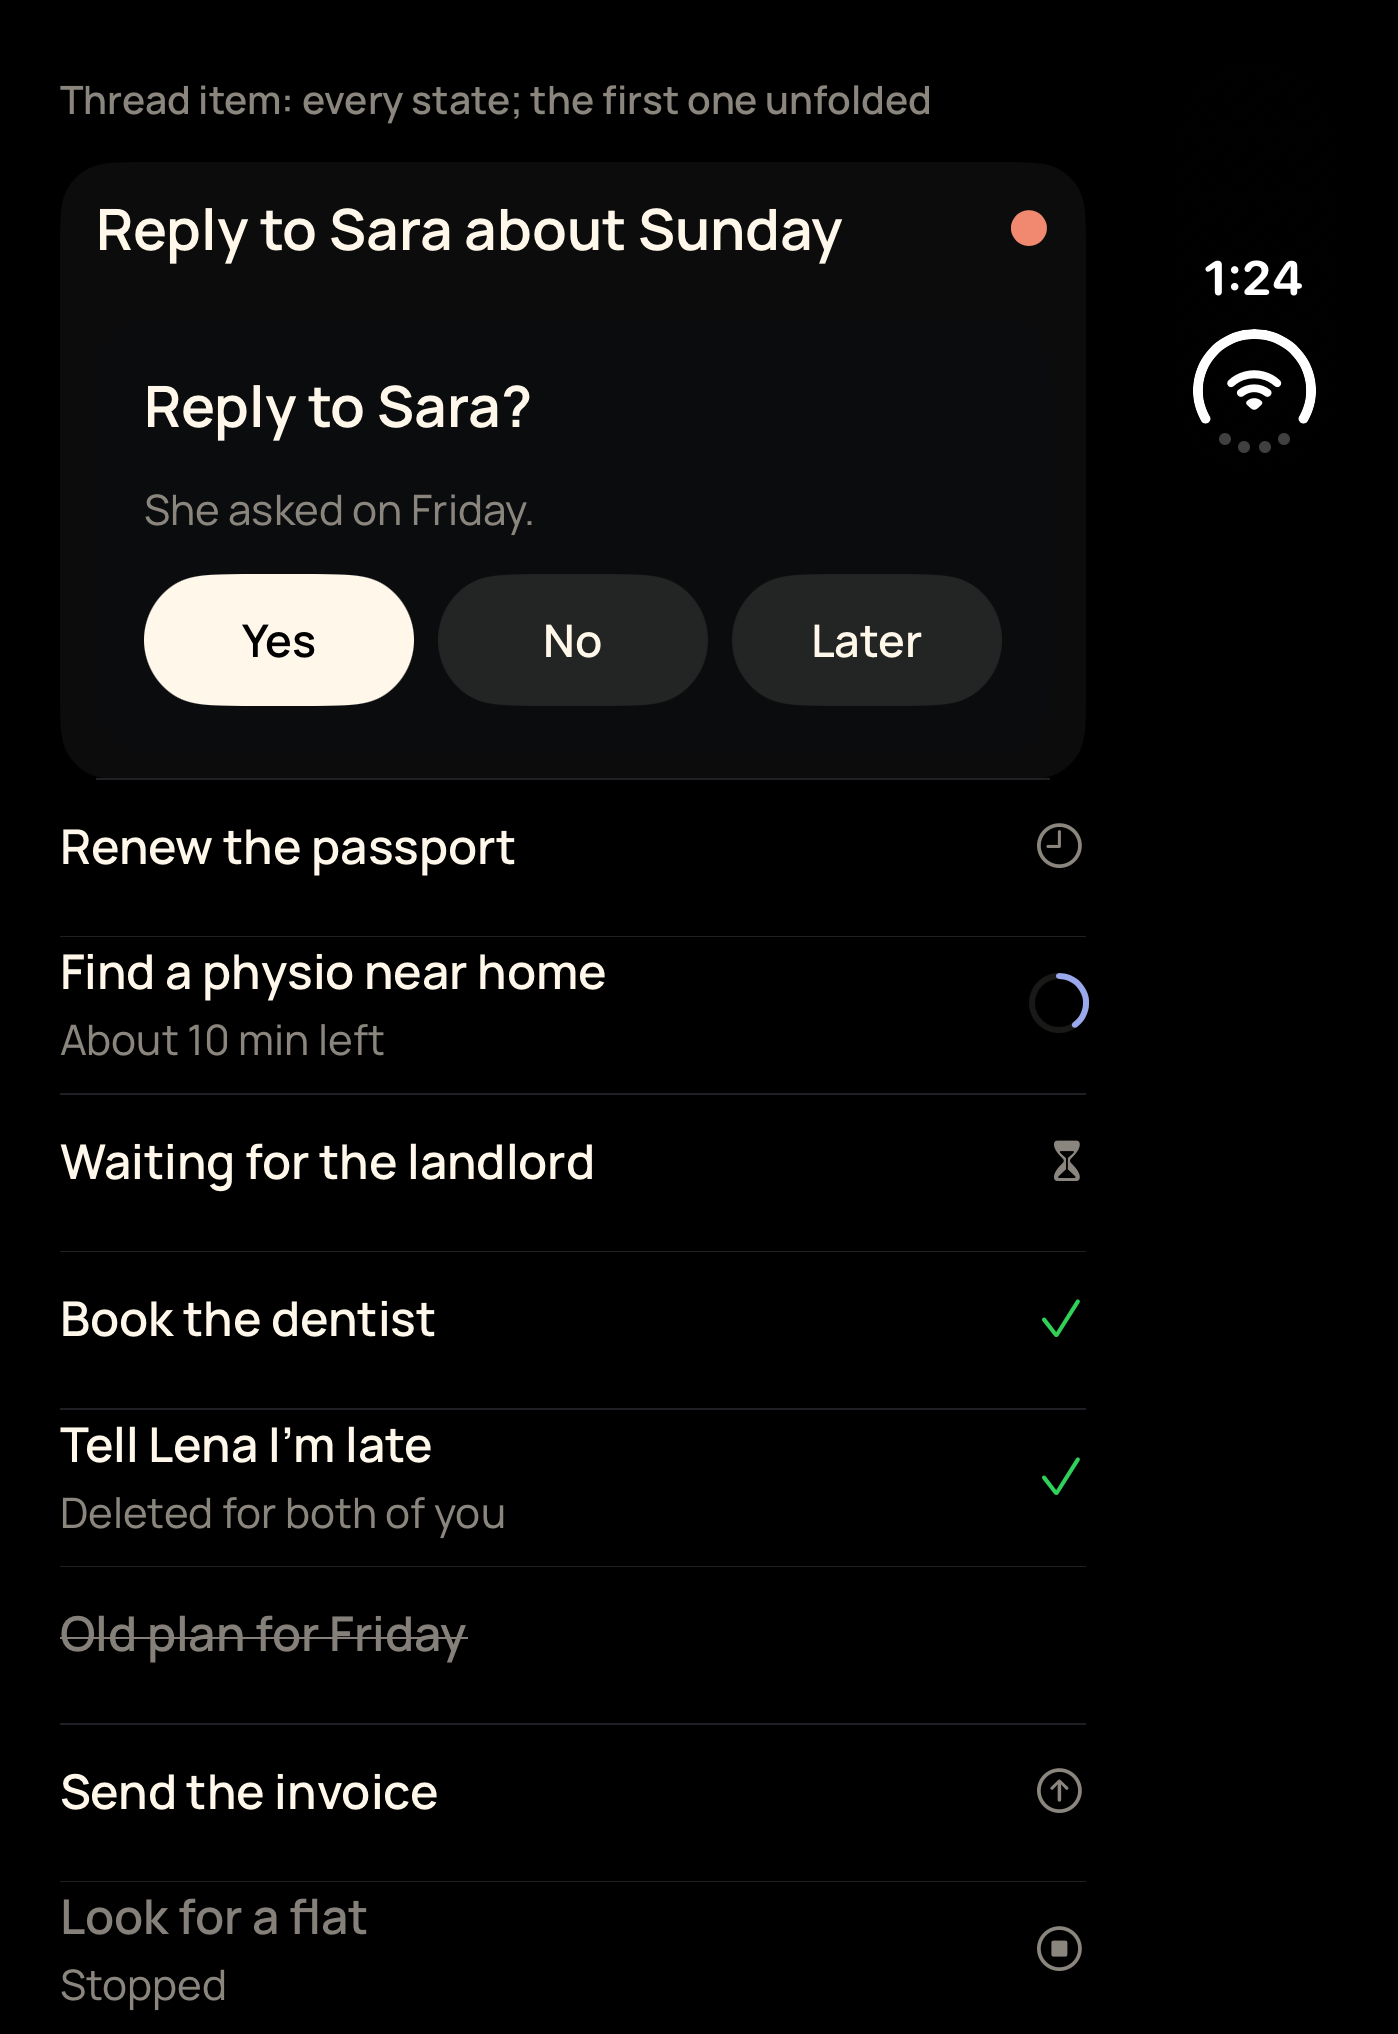 Thread item: every state; the first one unfolded
Reply to Sara about Sunday
1:24
Reply to Sara?
She asked on Friday.
Yes
No
Later
Renew the passport
Find a physio near home
About 10 min left
Waiting for the landlord
Book the dentist
Tell Lena I’m late
Deleted for both of you
Old plan for Friday
Send the invoice
Look for a flat
Stopped